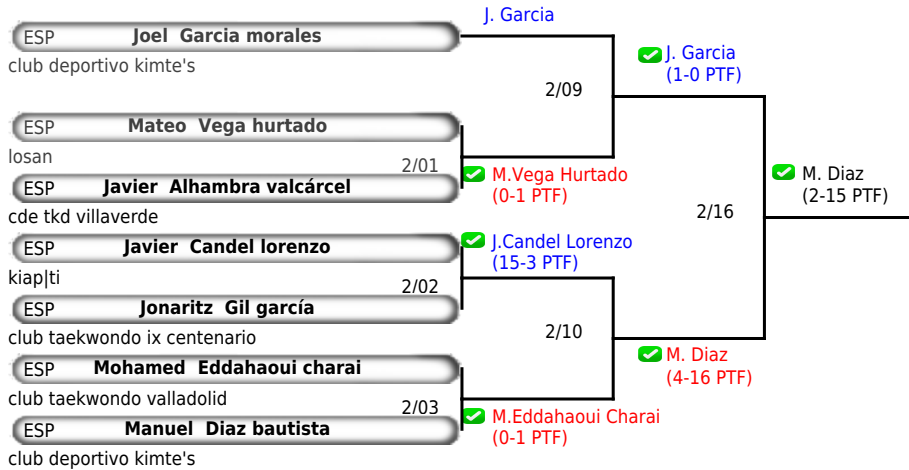 J. Garcia
ESP Joel Garcia morales
club deportivo kimte's
J. Garcia
(1-0 PTF)
2/09
ESP Mateo Vega hurtado
losan
2/01
ESP Javier Alhambra valcárcel
cde tkd villaverde
M.Vega Hurtado
(0-1 PTF)
M. Diaz
(2-15 PTF)
2/16
ESP Javier Candel lorenzo
kiap|ti
J.Candel Lorenzo
(15-3 PTF)
2/02
ESP Jonaritz Gil garcía
club taekwondo ix centenario
2/10
ESP Mohamed Eddahaoui charai
club taekwondo valladolid
M. Diaz
(4-16 PTF)
2/03
ESP Manuel Diaz bautista
club deportivo kimte's
M.Eddahaoui Charai
(0-1 PTF)